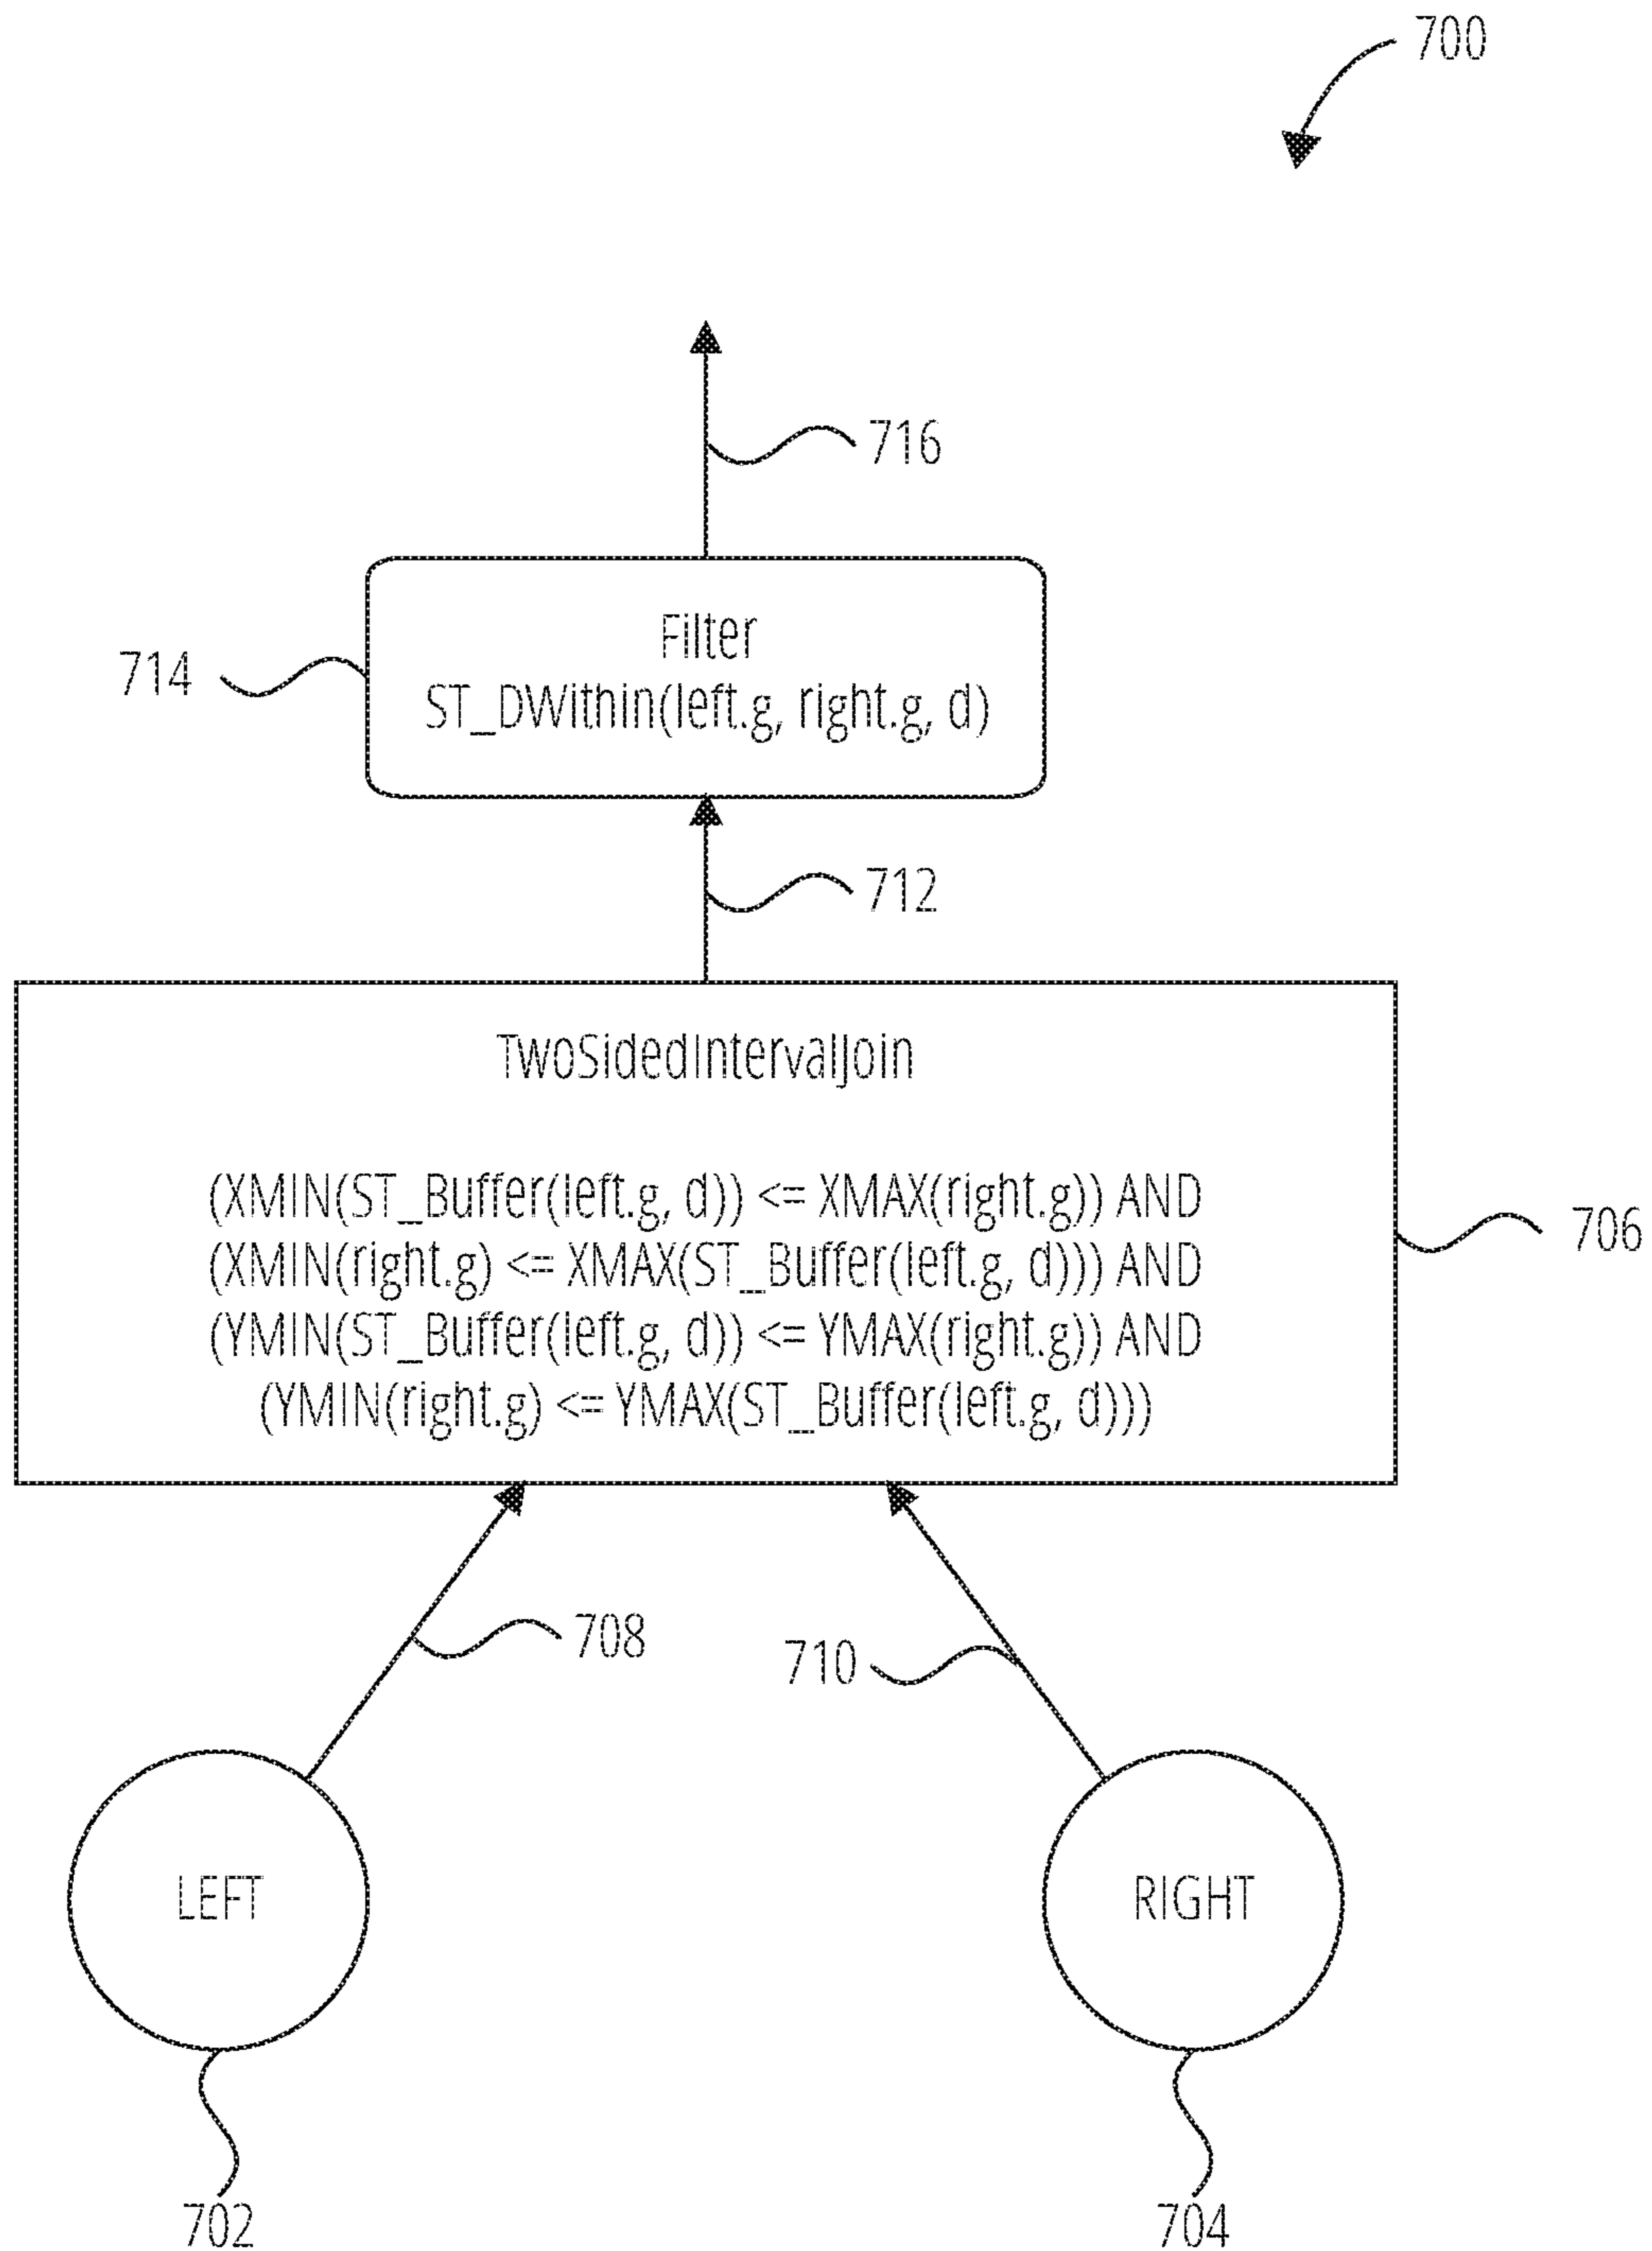 700
716
Filter
714
ST_DWithin(left.g, right.g, d)
712
TwoSidedIntervalJoin
(XMIN(ST_Buffer(left.g, d)) <= XMAX(right.g)) AND
706
(XMIN(right.g) <= XMAX(ST_Buffer(left.g, d))) AND
(YMIN(ST_Buffer(left.g, d)) <= YMAX(right.g)) AND
(YMIN(right.g) <= YMAX(ST_Buffer(left.g, d)))
708
710
LEFT
RIGHT
702
704